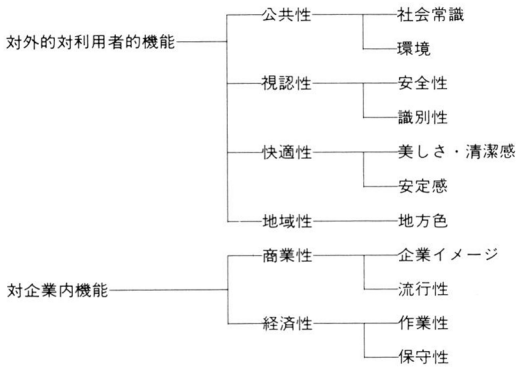 対外的対利用者的機能
公共性
社会常識
環境
視認性
安全性
識別性
快適性
美しさ・清潔感
安定感
地域性
地方色
対企業内機能
商業性
企業イメージ
流行性
経済性
作業性
保守性